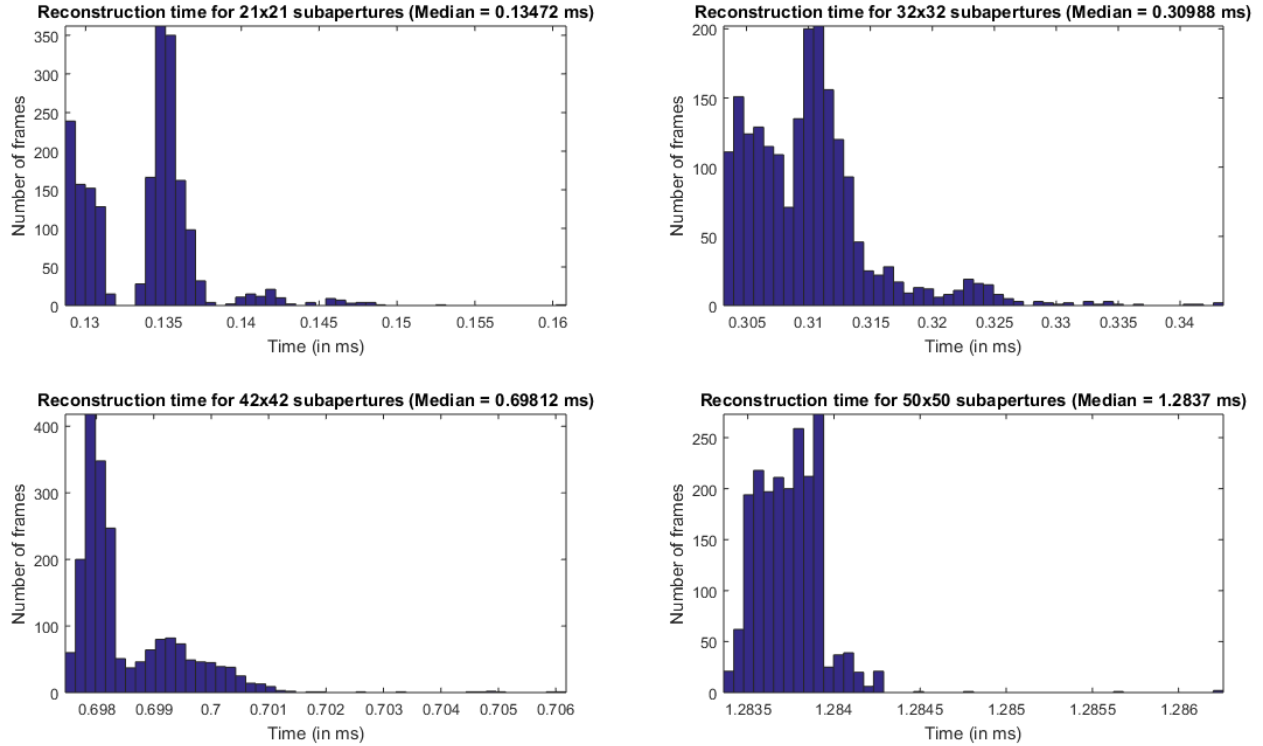 Reconstruction time for 21x21 subapertures (Median = 0.13472 ms)
Number of frames
350
300
250
200
150
100
50
0
0.13 0.135 0.14 0.145 0.15 0.155 0.16
Time (in ms)
Reconstruction time for 32x32 subapertures (Median = 0.30988 ms)
Number of frames
200
150
100
50
0
0.305 0.31 0.315 0.32 0.325 0.33 0.335 0.34
Time (in ms)
Reconstruction time for 42x42 subapertures (Median = 0.69812 ms)
Number of frames
400
300
200
100
0
0.698 0.699 0.7 0.701 0.702 0.703 0.704 0.705 0.706
Time (in ms)
Reconstruction time for 50x50 subapertures (Median = 1.2837 ms)
Number of frames
250
200
150
100
50
0
1.2835 1.284 1.2845 1.285 1.2855 1.286
Time (in ms)